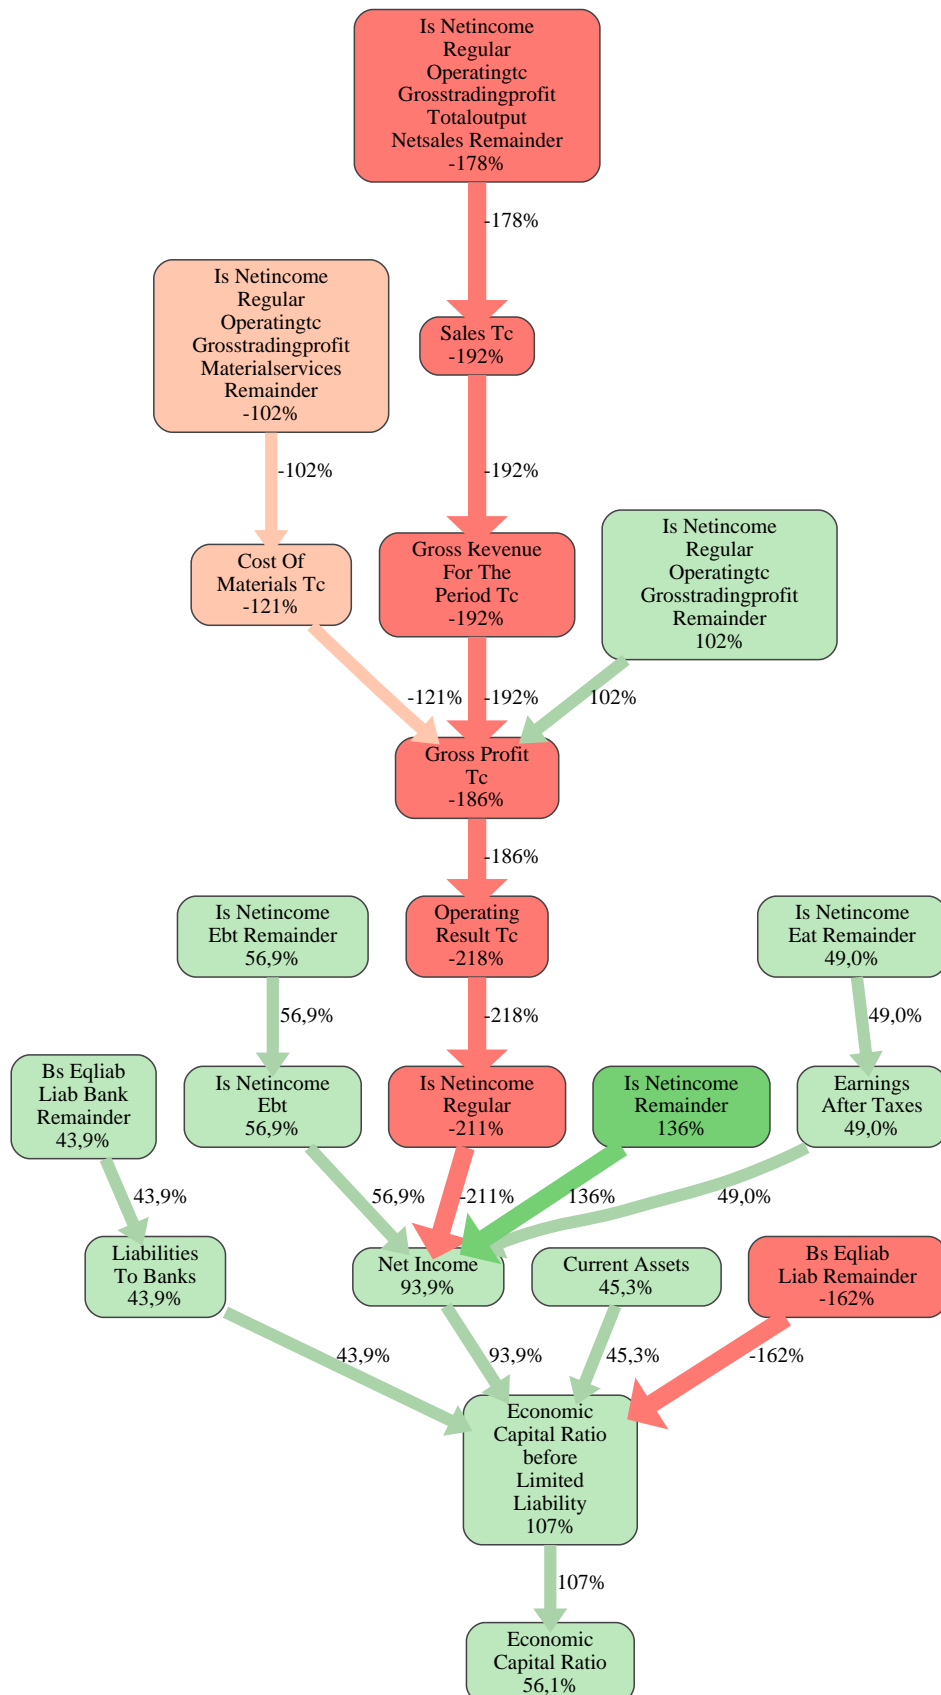 Is Netincome
Regular
Operatingtc
Grosstradingprofit
Totaloutput
Netsales Remainder
-178%
-178%
Is Netincome
Regular
Operatingtc
Grosstradingprofit
Materialservices
Remainder
-102%
Sales Tc
-192%
-102%
-192%
Cost Of
Materials Tc
-121%
Gross Revenue
For The
Period Tc
-192%
Is Netincome
Regular
Operatingtc
Grosstradingprofit
Remainder
102%
-121%
-192%
102%
Gross Profit
Tc
-186%
-186%
Is Netincome
Ebt Remainder
56,9%
Operating
Result Tc
-218%
Is Netincome
Eat Remainder
49,0%
56,9%
-218%
49,0%
Bs Eqliab
Liab Bank
Remainder
43,9%
Is Netincome
Ebt
56,9%
Is Netincome
Regular
-211%
Is Netincome
Remainder
136%
Earnings
After Taxes
49,0%
43,9%
56,9%
-211%
136%
49,0%
Liabilities
To Banks
43,9%
Net Income
93,9%
Current Assets
45,3%
Bs Eqliab
Liab Remainder
-162%
43,9%
93,9%
45,3%
-162%
Economic
Capital Ratio
before
Limited
Liability
107%
107%
Economic
Capital Ratio
56,1%